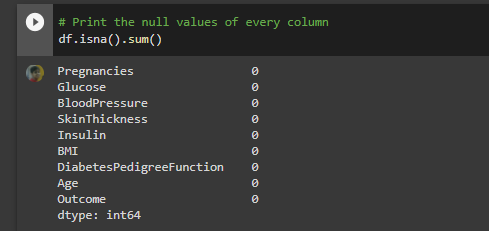 # Print the null values of every column
df.isna().sum()
Pregnancies 0
Glucose 0
BloodPressure 0
SkinThickness 0
Insulin 0
BMI 0
DiabetesPedigreeFunction 0
Age 0
Outcome 0
dtype: int64